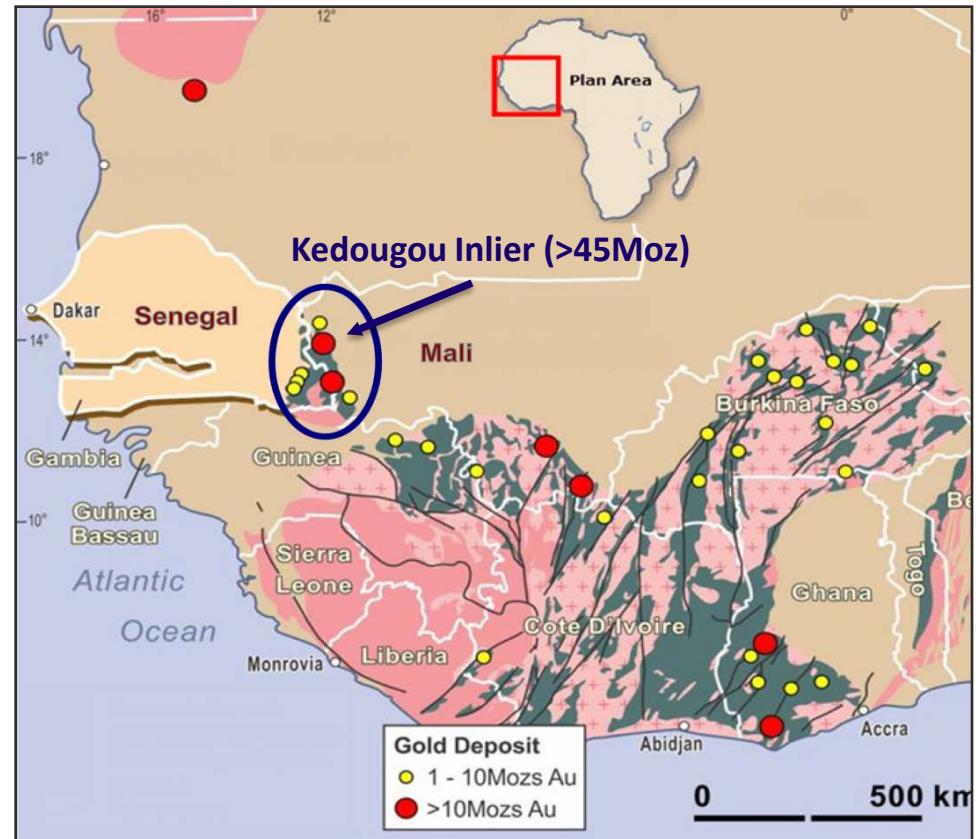 16°
12°
0°
Plan Area
18°
Kedougou Inlier (>45Moz)
Dakar
Senegal
14°
Mali
Burkina Faso
Gambia
Guinea
Guinea
Bassau
10°
Sierra
Leone
Togo
Ghana
Atlantic
Ocean
Cote D'Ivoire
Monrovia
Liberia
Accra
Abidjan
Gold Deposit
1 - 10Mozs Au
>10Mozs Au
0
500 km